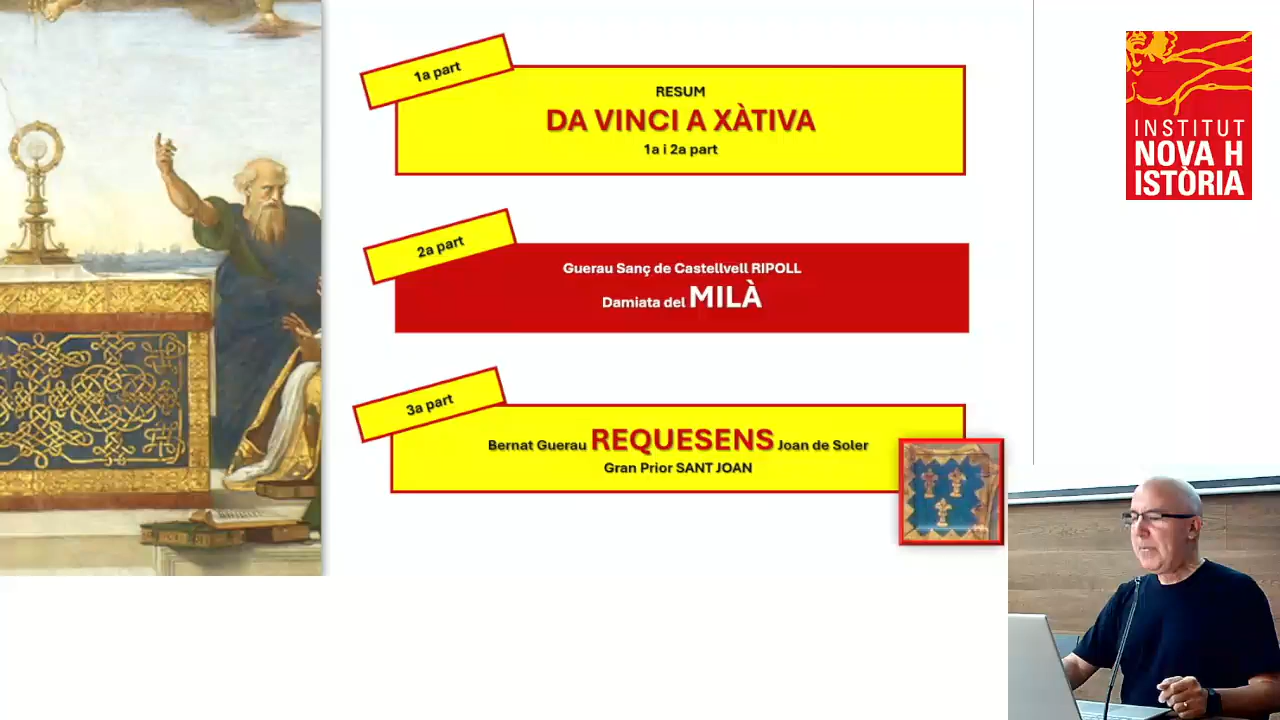 1a part
RESUM
DA VINCI A XÀTIVA
1a i 2a part
2a part
Guerau Sanç de Castellvell RIPOLL
Damiata del MILÀ
3a part
Bernat Guerau REQUESENS Joan de Soler
Gran Prior SANT JOAN
INSTITUT
NOVA H
ISTÒRIA